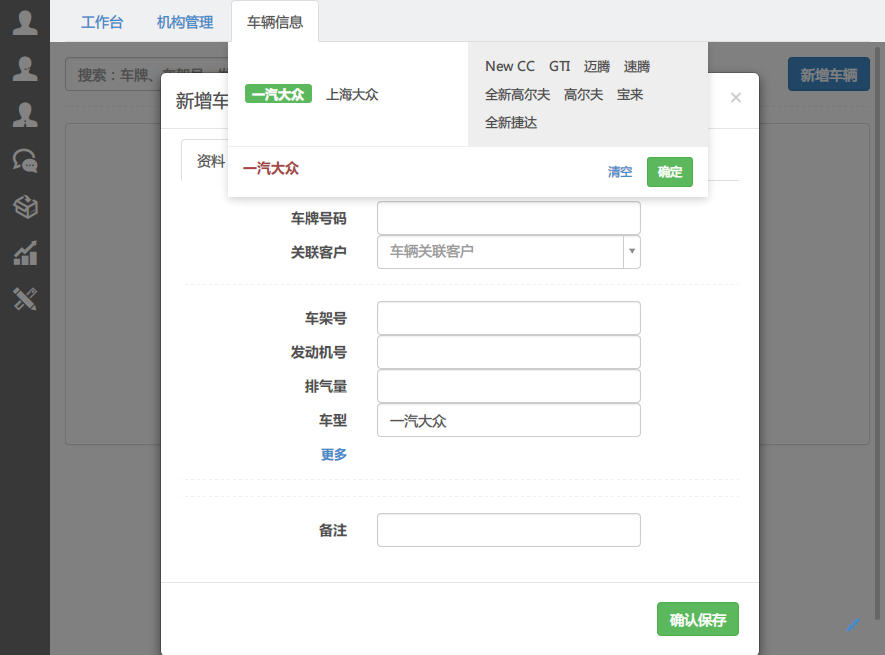 工作台 机构管理 车辆信息
搜索：车牌、车架号、发
新增车辆
新增车
×
New CC GTI 迈腾 速腾
一汽大众 上海大众
全新高尔夫 高尔夫 宝来
全新捷达
资料
一汽大众
清空 确定
车牌号码
关联客户 车辆关联客户
车架号
发动机号
排气量
车型 一汽大众
更多
备注
确认保存